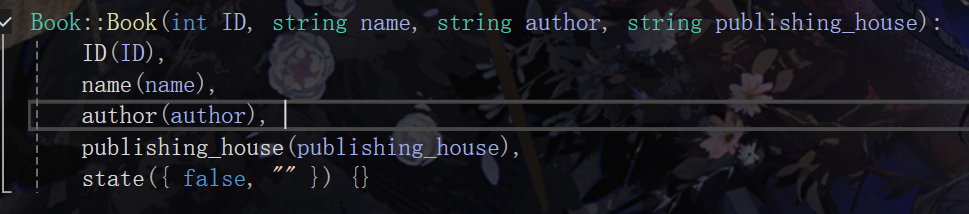 Book::Book(int ID, string name, string author, string publishing_house):
ID(ID),
name(name),
author(author),
publishing_house(publishing_house),
state({ false, "" }) {}